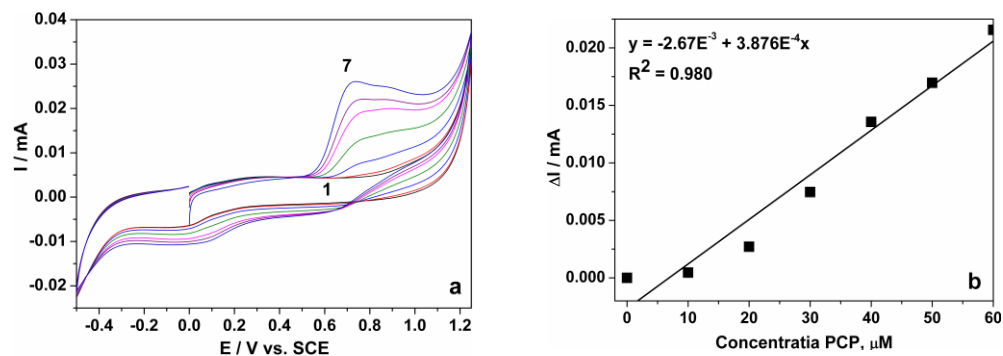 0.04
0.03
0.02
0.01
0.00
-0.01
-0.02
I / mA
7
1
a
-0.4 -0.2 0.0 0.2 0.4 0.6 0.8 1.0 1.2
E / V vs. SCE
y = -2.67E-3 + 3.876E-4x
R2 = 0.980
0.020
0.015
0.010
0.005
0.000
ΔI / mA
b
0 10 20 30 40 50 60
Concentratia PCP, μM